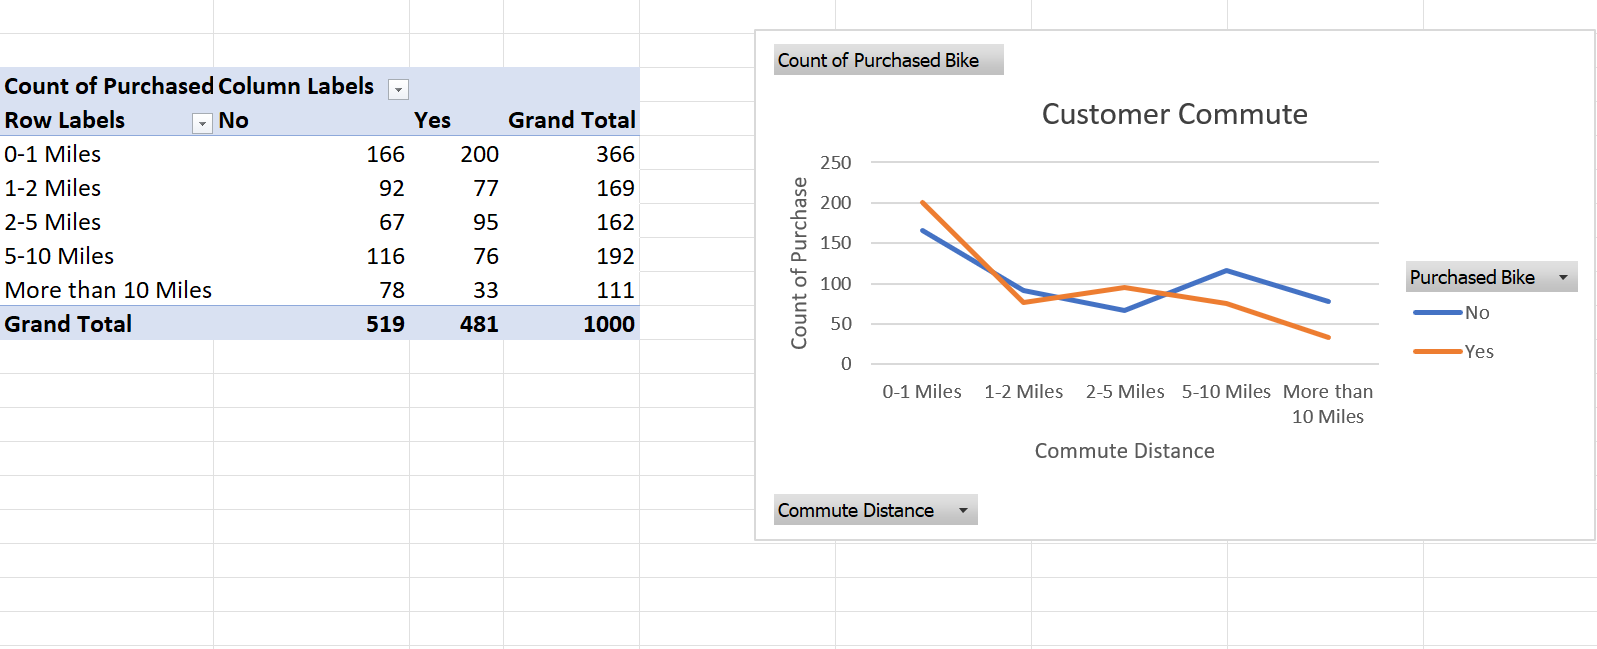 Count of Purchased Column Labels
Row Labels No Yes Grand Total
0-1 Miles 166 200 366
1-2 Miles 92 77 169
2-5 Miles 67 95 162
5-10 Miles 116 76 192
More than 10 Miles 78 33 111
Grand Total 519 481 1000
Count of Purchased Bike
Customer Commute
Count of Purchase
250
200
150
100
50
0
0-1 Miles 1-2 Miles 2-5 Miles 5-10 Miles More than
10 Miles
Commute Distance
Purchased Bike
No
Yes
Commute Distance